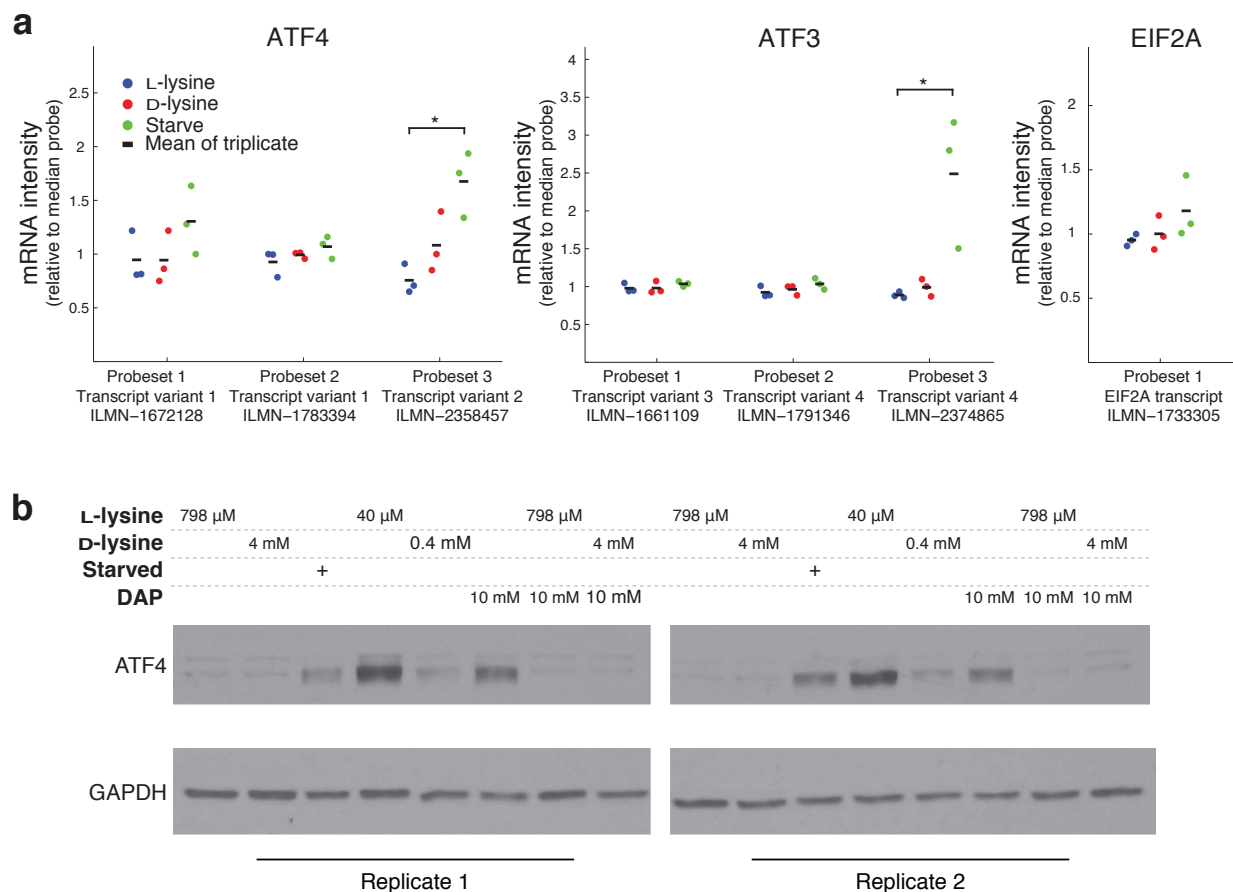 a
ATF4
ATF3
EIF2A
mRNA intensity
(relative to median probe)
2.5
2
1.5
1
0.5
L-lysine
D-lysine
Starve
Mean of triplicate
*
Probeset 1
Transcript variant 1
ILMN–1672128
Probeset 2
Transcript variant 1
ILMN–1783394
Probeset 3
Transcript variant 2
ILMN–2358457
mRNA intensity
(relative to median probe)
4
3.5
3
2.5
2
1.5
1
0.5
*
Probeset 1
Transcript variant 3
ILMN–1661109
Probeset 2
Transcript variant 4
ILMN–1791346
Probeset 3
Transcript variant 4
ILMN–2374865
mRNA intensity
(relative to median probe)
2
1.5
1
0.5
Probeset 1
EIF2A transcript
ILMN–1733305
b
L-lysine 798 µM 40 µM 798 µM 798 µM 40 µM 798 µM
D-lysine 4 mM 0.4 mM 4 mM 4 mM 0.4 mM 4 mM
Starved + +
DAP 10 mM 10 mM 10 mM 10 mM 10 mM 10 mM
ATF4
GAPDH
Replicate 1 Replicate 2